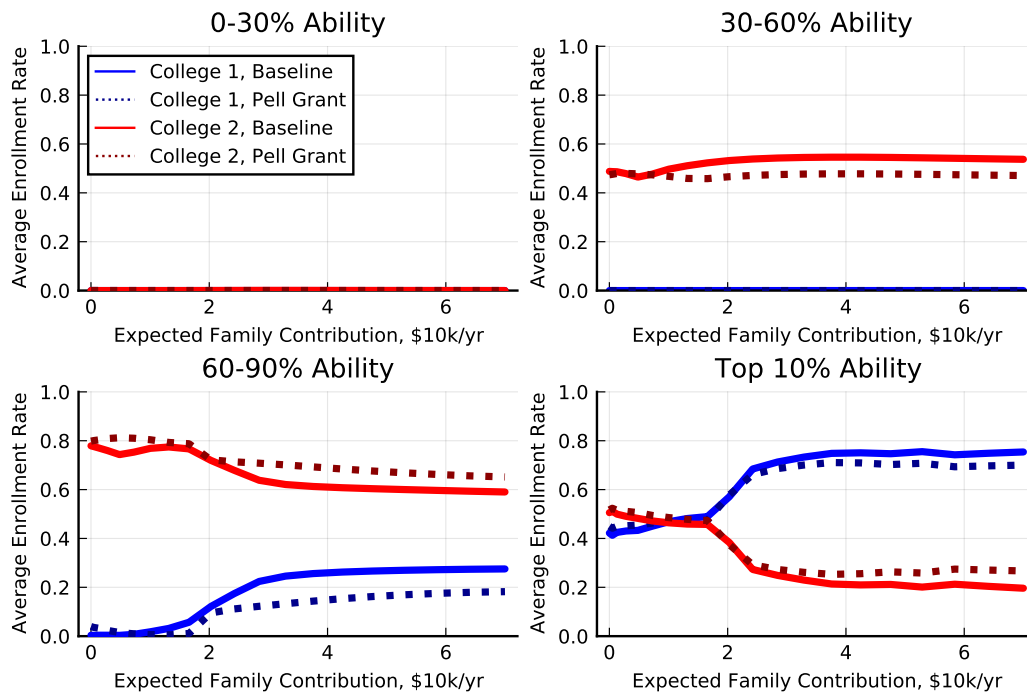 0-30% Ability
1.0
0.8
0.6
0.4
0.2
0.0
Average Enrollment Rate
College 1, Baseline
College 1, Pell Grant
College 2, Baseline
College 2, Pell Grant
0 2 4 6
Expected Family Contribution, $10k/yr
30-60% Ability
1.0
0.8
0.6
0.4
0.2
0.0
Average Enrollment Rate
0 2 4 6
Expected Family Contribution, $10k/yr
60-90% Ability
1.0
0.8
0.6
0.4
0.2
0.0
Average Enrollment Rate
0 2 4 6
Expected Family Contribution, $10k/yr
Top 10% Ability
1.0
0.8
0.6
0.4
0.2
0.0
Average Enrollment Rate
0 2 4 6
Expected Family Contribution, $10k/yr